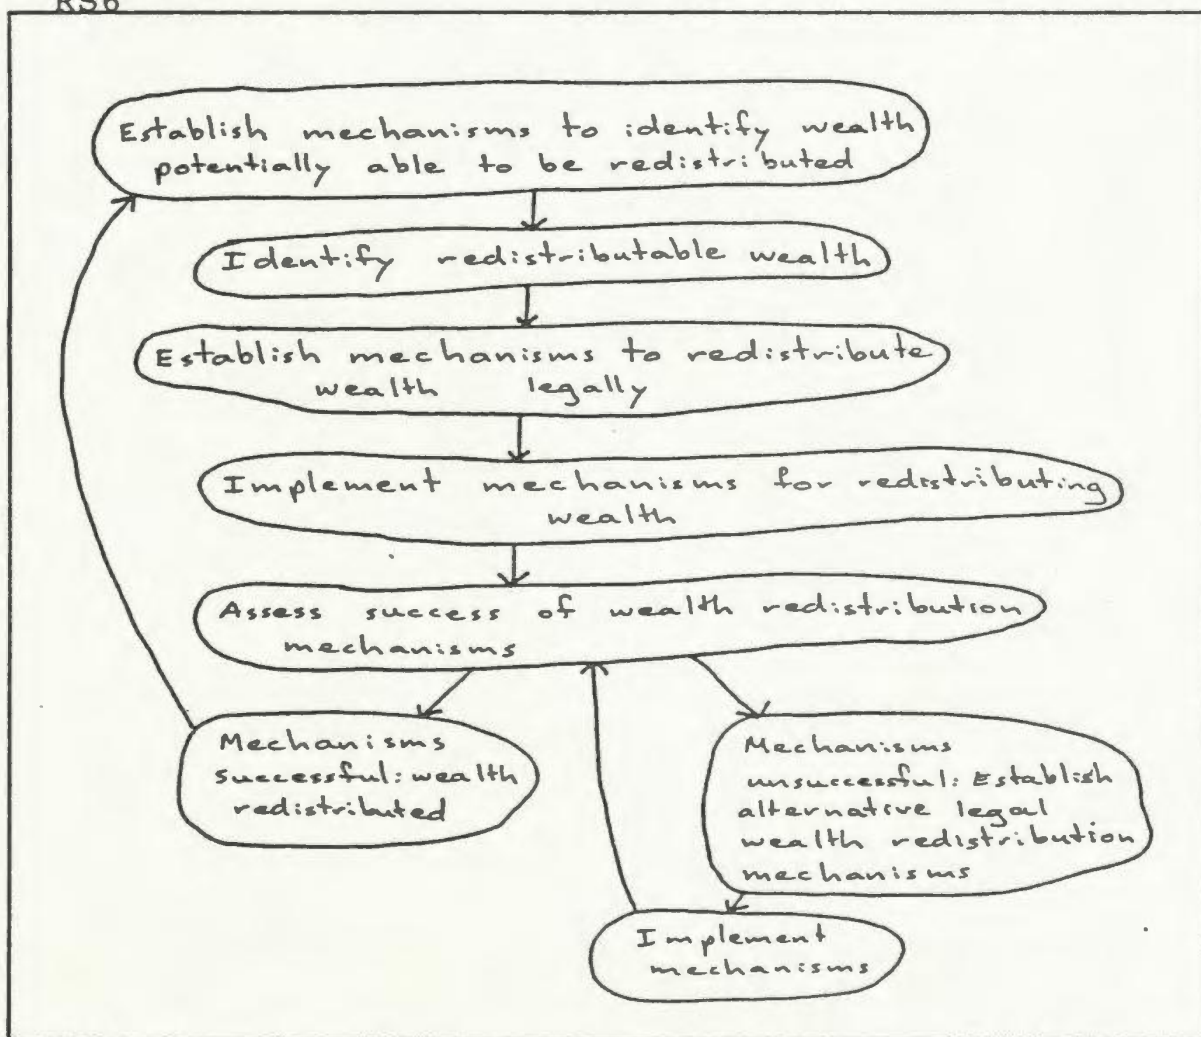 RS6
Establish mechanisms to identify wealth
potentially able to be redistributed
Identify redistributable wealth
Establish mechanisms to redistribute
wealth legally
Implement mechanisms for redistributing
wealth
Assess success of wealth redistribution
mechanisms
Mechanisms
successful: wealth
redistributed
Mechanisms
unsuccessful: Establish
alternative legal
wealth redistribution
mechanisms
Implement
mechanisms